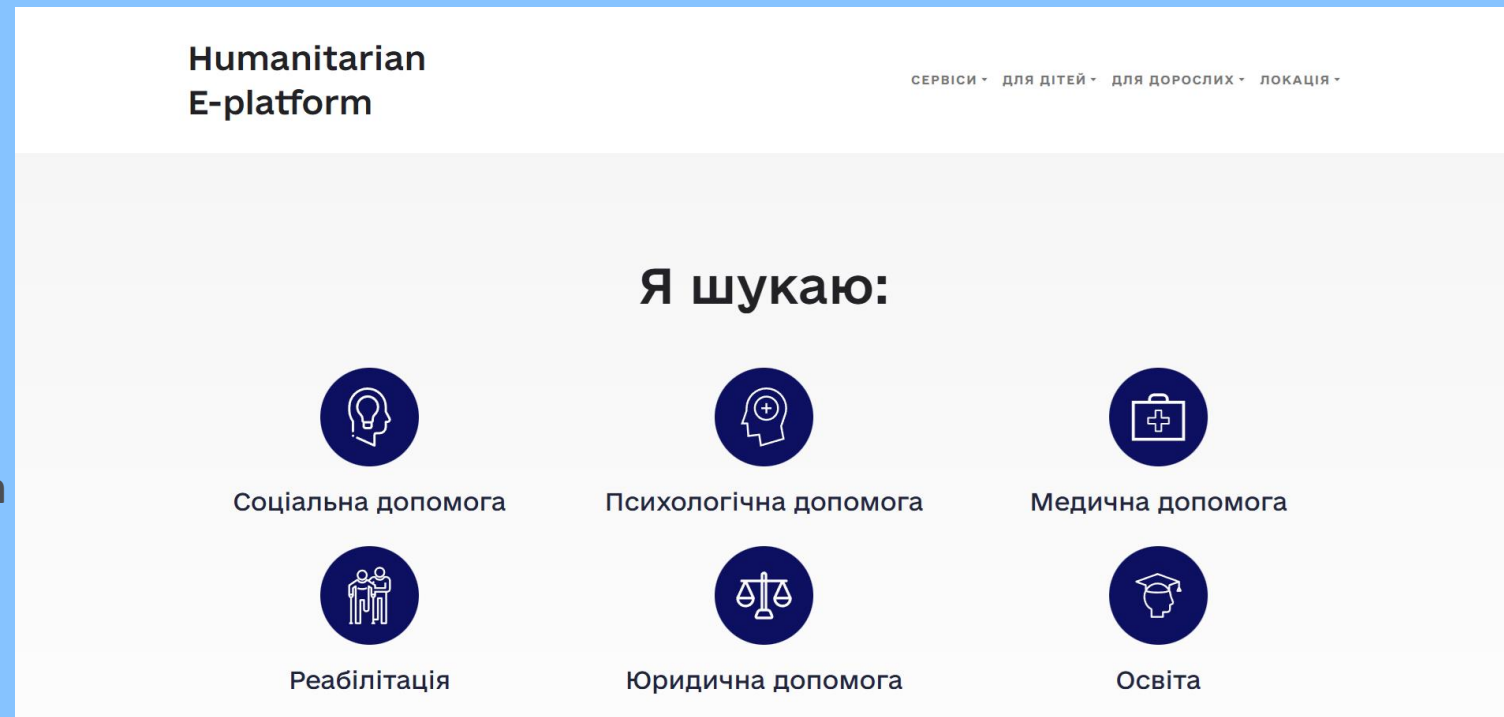 Humanitarian
E-platform
СЕРВІСИ ДЛЯ ДІТЕЙ ДЛЯ ДОРОСЛИХ ЛОКАЦІЯ
Я шукаю:
Соціальна допомога Психологічна допомога Медична допомога
Реабілітація Юридична допомога Освіта